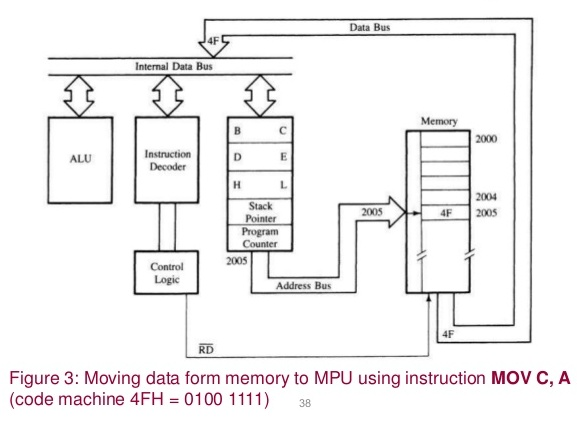 Data Bus
4F
Internal Data Bus
ALU
Instruction
Decoder
B C
D E
H L
Stack
Pointer
Program
Counter
2005
Control
Logic
Address Bus
RD
Memory
2000
2004
2005
4F
2005
4F
Figure 3: Moving data form memory to MPU using instruction MOV C, A
(code machine 4FH = 0100 1111)
38